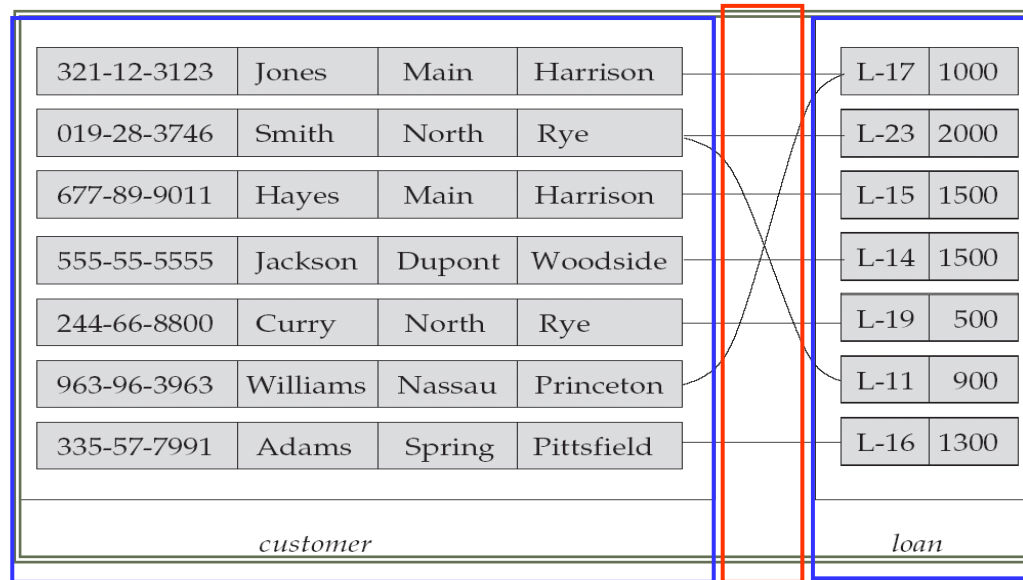 321-12-3123 Jones Main Harrison L-17 1000
019-28-3746 Smith North Rye L-23 2000
677-89-9011 Hayes Main Harrison L-15 1500
555-55-5555 Jackson Dupont Woodside L-14 1500
244-66-8800 Curry North Rye L-19 500
963-96-3963 Williams Nassau Princeton L-11 900
335-57-7991 Adams Spring Pittsfield L-16 1300
customer loan